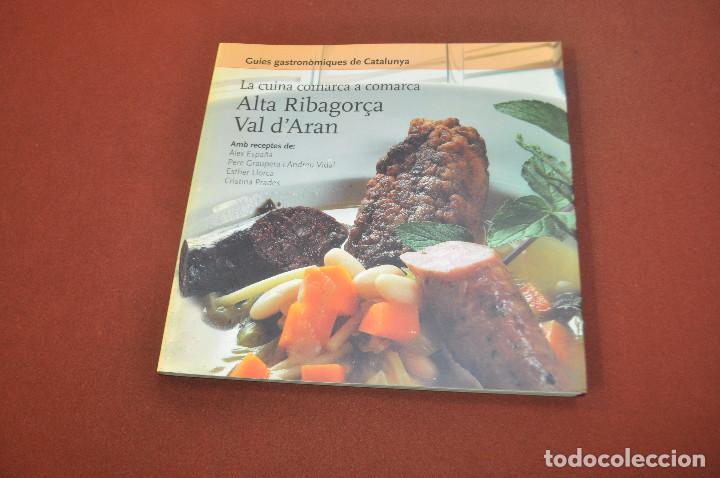 Guies gastronòmiques de Catalunya
La cuina comarca a comarca
Alta Ribagorça
Val d'Aran
Amb receptes de:
Àlex España
Pere Graupera i Andreu Vidal
Esther Llorca
Cristina Prades
todocoleccion